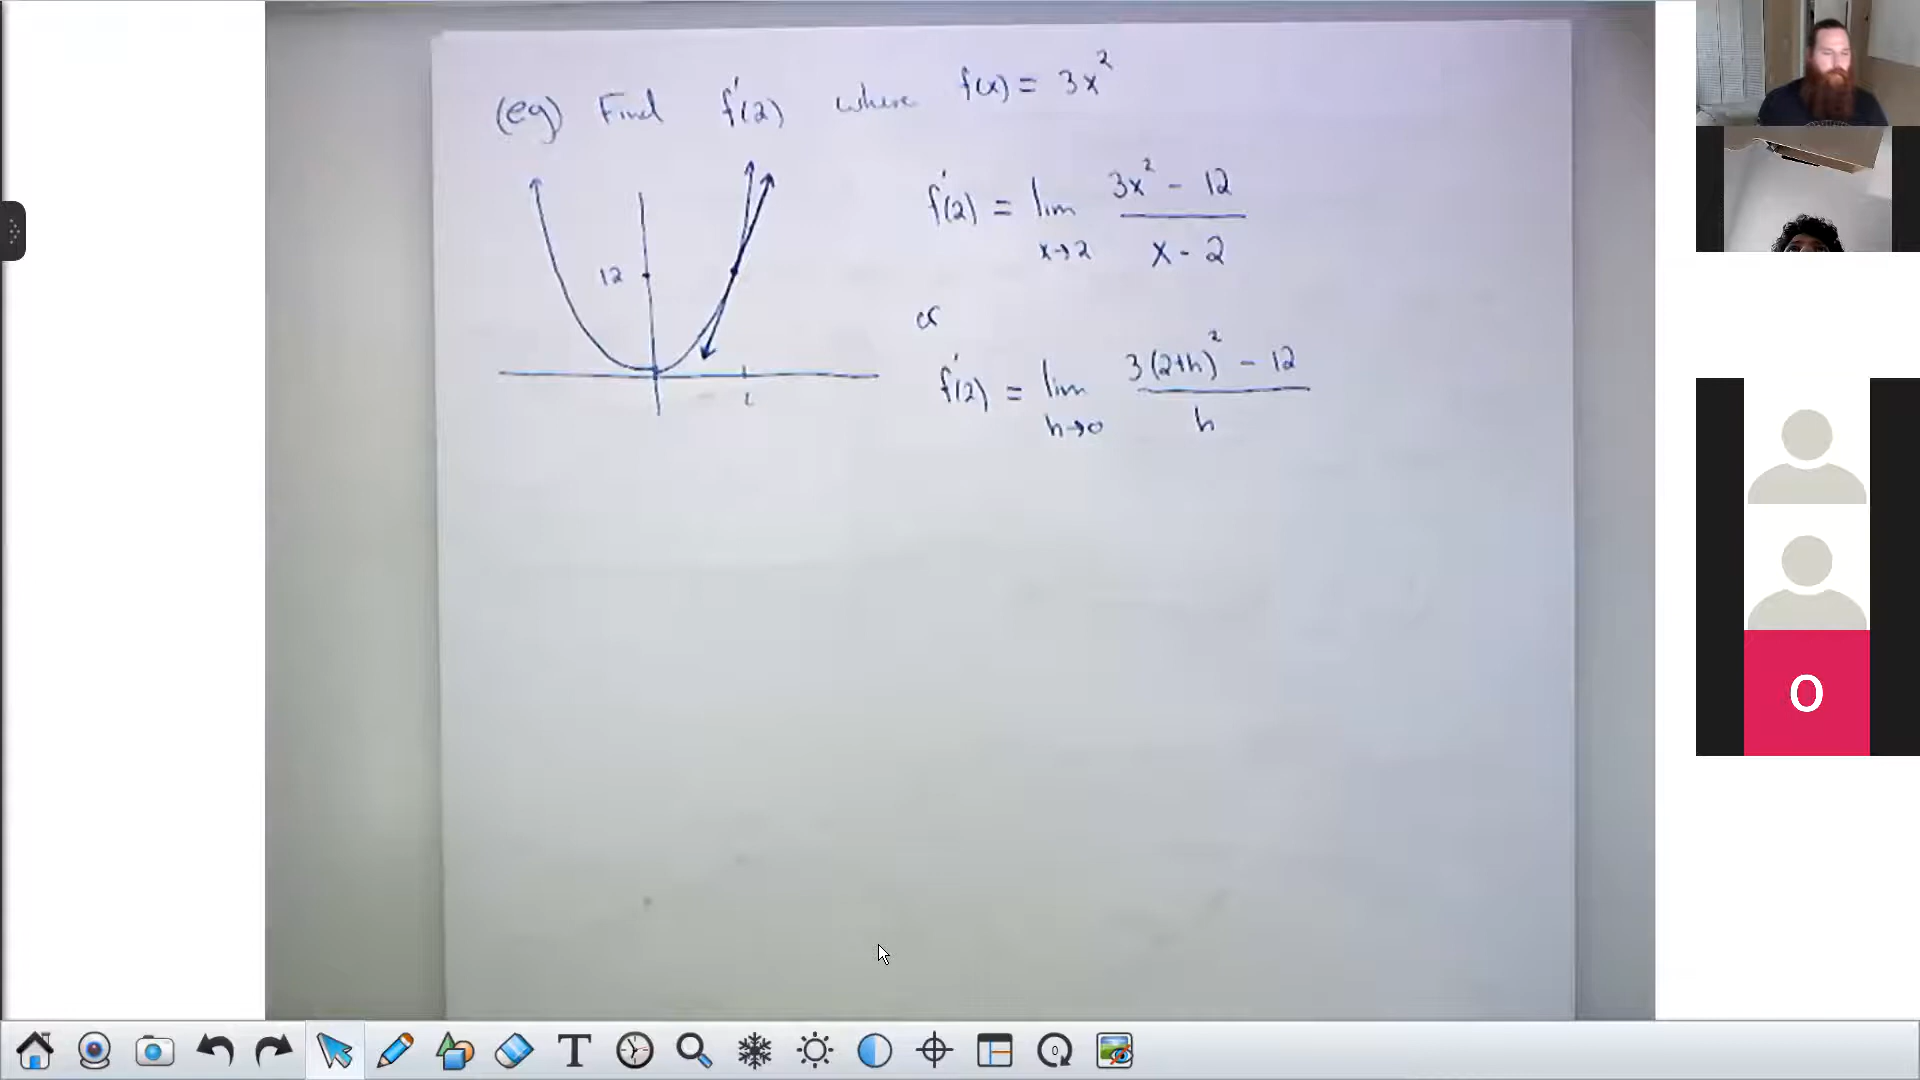 (eg) Find f'(2) where f(x) = 3x²
f'(2) = lim x→2 (3x² - 12)/(x - 2)
12
or
f'(2) = lim h→0 (3(2+h)² - 12)/h
O
T
0